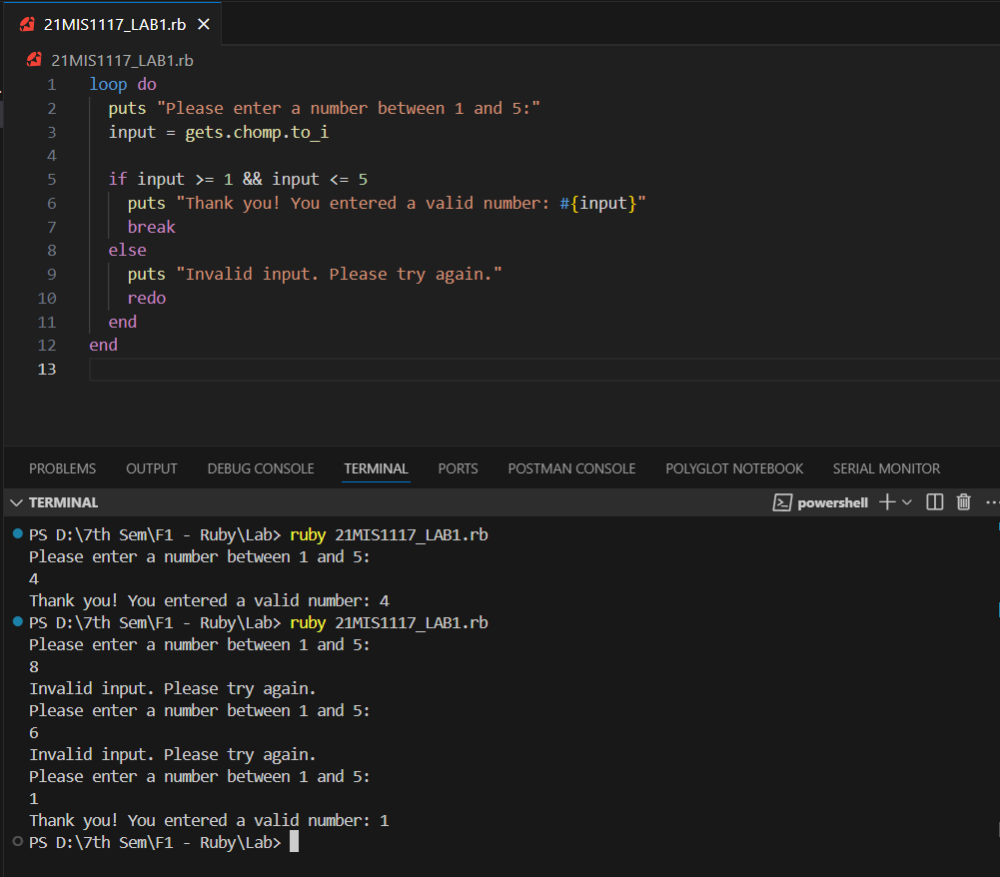 21MIS1117_LAB1.rb
21MIS1117_LAB1.rb
1 loop do
2   puts "Please enter a number between 1 and 5:"
3   input = gets.chomp.to_i
4
5   if input >= 1 && input <= 5
6     puts "Thank you! You entered a valid number: #{input}"
7     break
8   else
9     puts "Invalid input. Please try again."
10     redo
11   end
12 end
13
PROBLEMS OUTPUT DEBUG CONSOLE TERMINAL PORTS POSTMAN CONSOLE POLYGLOT NOTEBOOK SERIAL MONITOR
TERMINAL powershell
PS D:\7th Sem\F1 - Ruby\Lab> ruby 21MIS1117_LAB1.rb
Please enter a number between 1 and 5:
4
Thank you! You entered a valid number: 4
PS D:\7th Sem\F1 - Ruby\Lab> ruby 21MIS1117_LAB1.rb
Please enter a number between 1 and 5:
8
Invalid input. Please try again.
Please enter a number between 1 and 5:
6
Invalid input. Please try again.
Please enter a number between 1 and 5:
1
Thank you! You entered a valid number: 1
PS D:\7th Sem\F1 - Ruby\Lab>